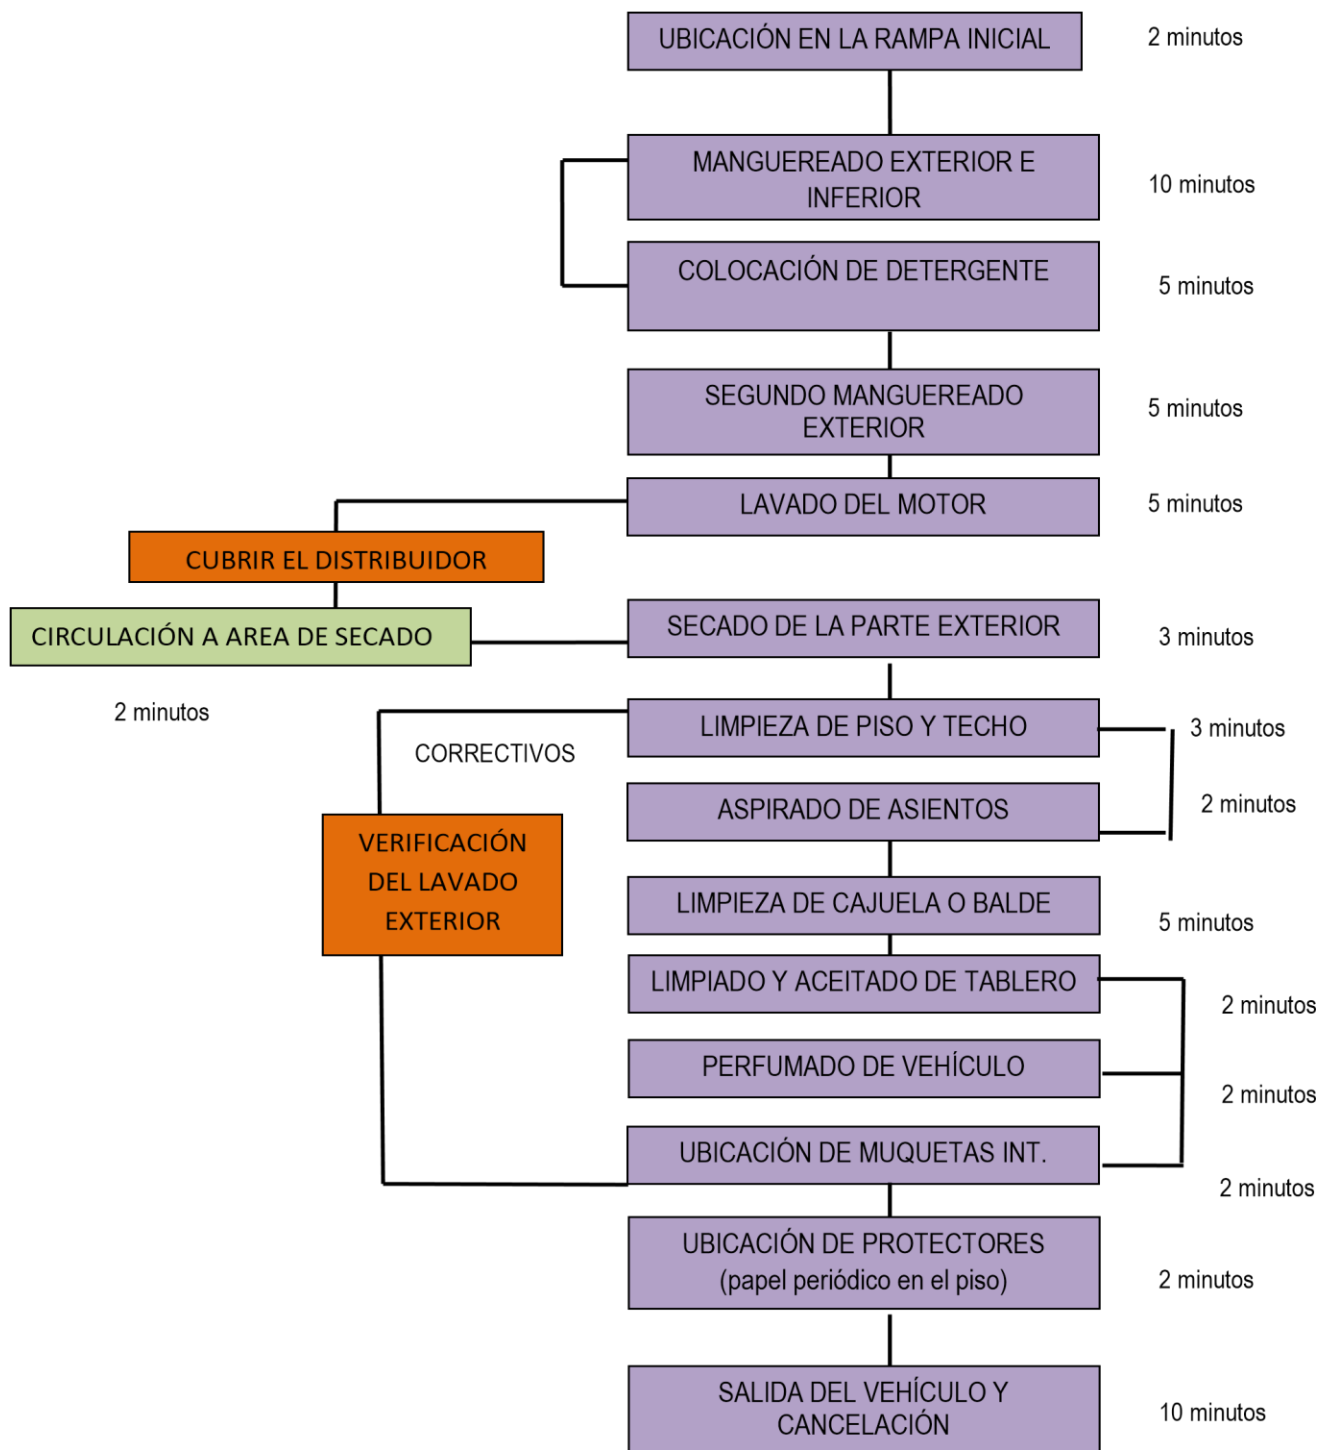 UBICACIÓN EN LA RAMPA INICIAL
2 minutos
MANGUEREADO EXTERIOR E
INFERIOR
10 minutos
COLOCACIÓN DE DETERGENTE
5 minutos
SEGUNDO MANGUEREADO
EXTERIOR
5 minutos
LAVADO DEL MOTOR
5 minutos
CUBRIR EL DISTRIBUIDOR
CIRCULACIÓN A AREA DE SECADO
2 minutos
SECADO DE LA PARTE EXTERIOR
3 minutos
LIMPIEZA DE PISO Y TECHO
3 minutos
CORRECTIVOS
ASPIRADO DE ASIENTOS
2 minutos
VERIFICACIÓN
DEL LAVADO
EXTERIOR
LIMPIEZA DE CAJUELA O BALDE
5 minutos
LIMPIADO Y ACEITADO DE TABLERO
2 minutos
PERFUMADO DE VEHÍCULO
2 minutos
UBICACIÓN DE MUQUETAS INT.
2 minutos
UBICACIÓN DE PROTECTORES
(papel periódico en el piso)
2 minutos
SALIDA DEL VEHÍCULO Y
CANCELACIÓN
10 minutos